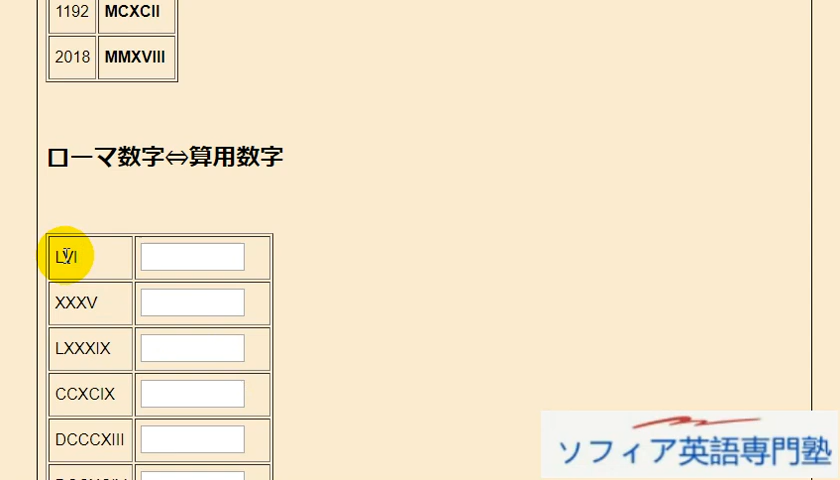 1192 MCXCII
2018 MMXVIII
ローマ数字⇔算用数字
LVI
XXXV
LXXXIX
CCXCIX
DCCCXIII
ソフィア英語専門塾